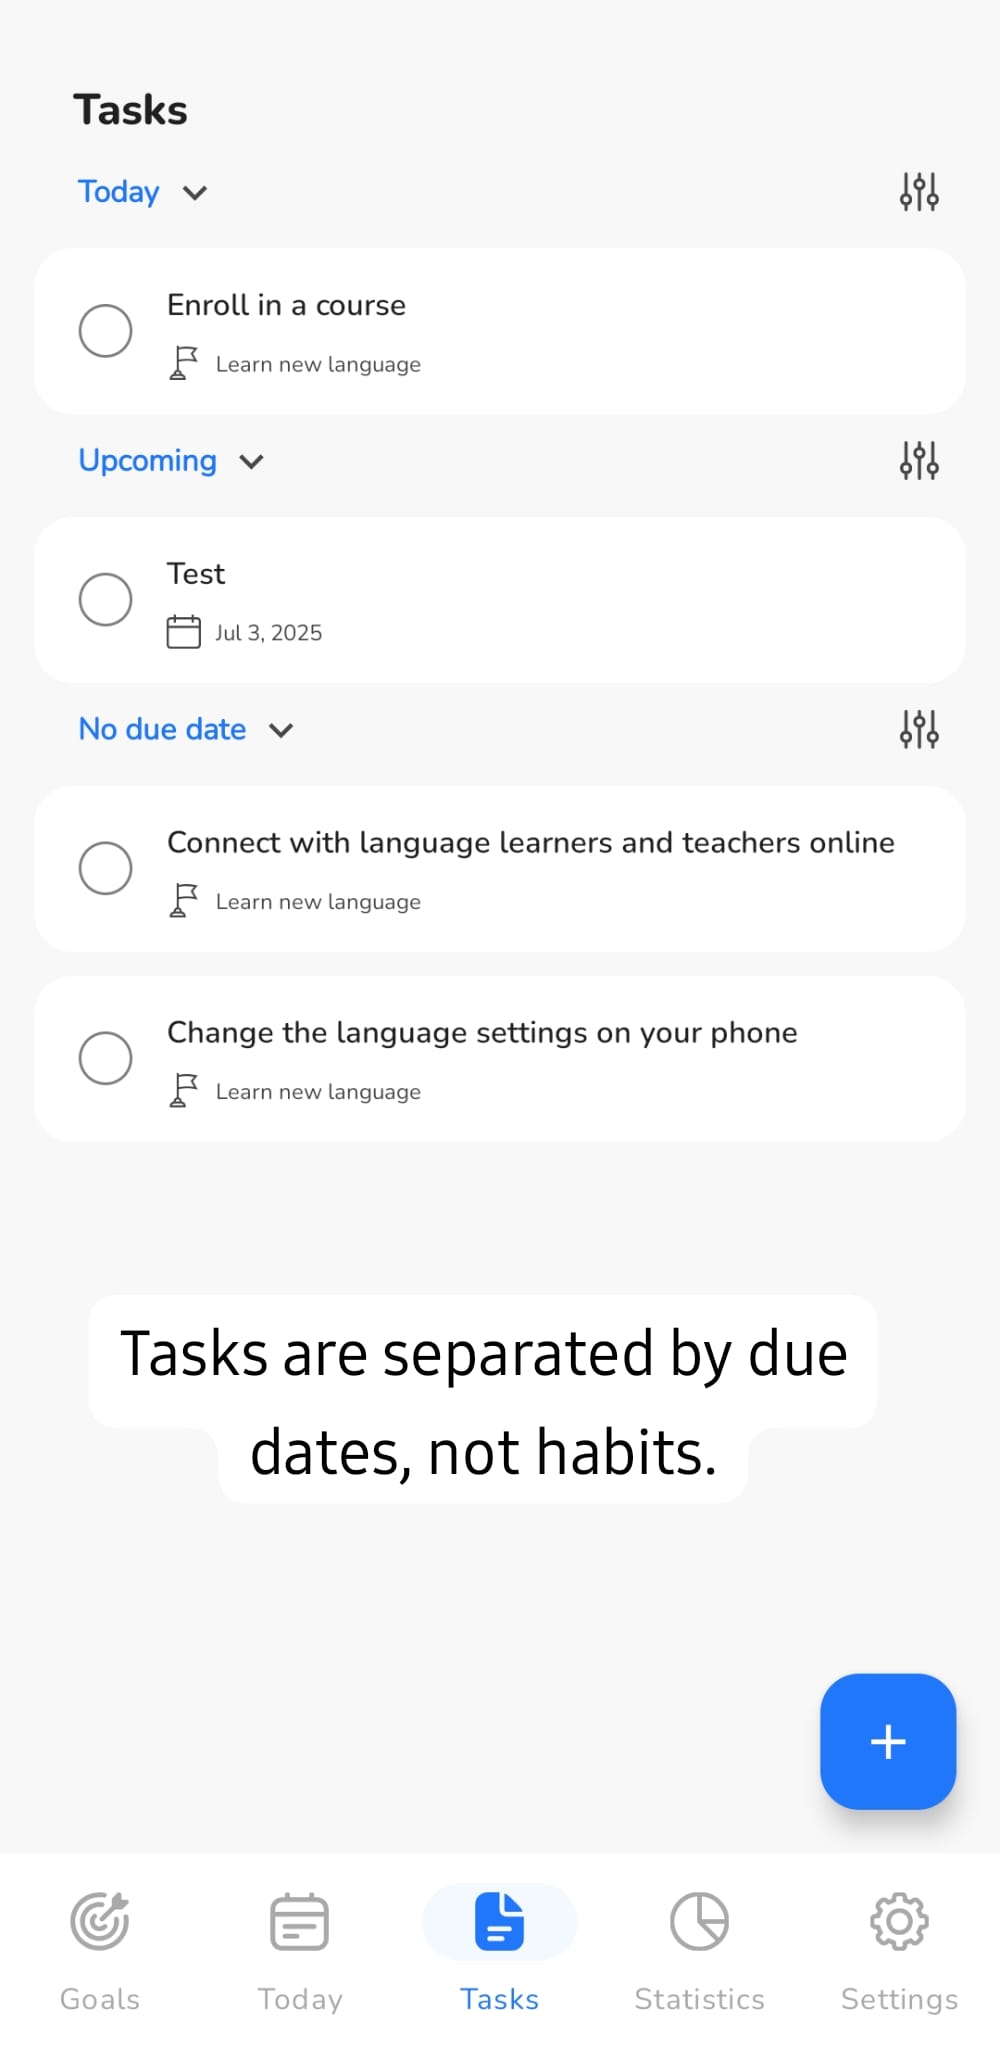 Tasks
Today
Enroll in a course
Learn new language
Upcoming
Test
Jul 3, 2025
No due date
Connect with language learners and teachers online
Learn new language
Change the language settings on your phone
Learn new language
Tasks are separated by due
dates, not habits.
Goals
Today
Tasks
Statistics
Settings